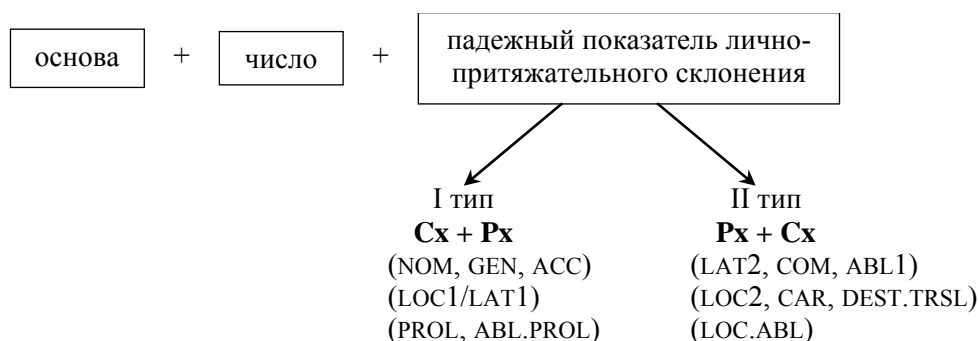 основа + число + падежный показатель лично-
притяжательного склонения
I тип
Cx + Px
(NOM, GEN, ACC)
(LOC1/LAT1)
(PROL, ABL.PROL)
II тип
Px + Cx
(LAT2, COM, ABL1)
(LOC2, CAR, DEST.TRSL)
(LOC.ABL)